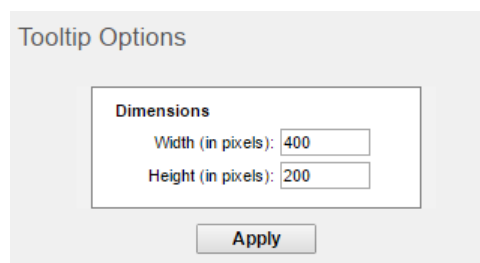 Tooltip Options
Dimensions
Width (in pixels): 400
Height (in pixels): 200
Apply